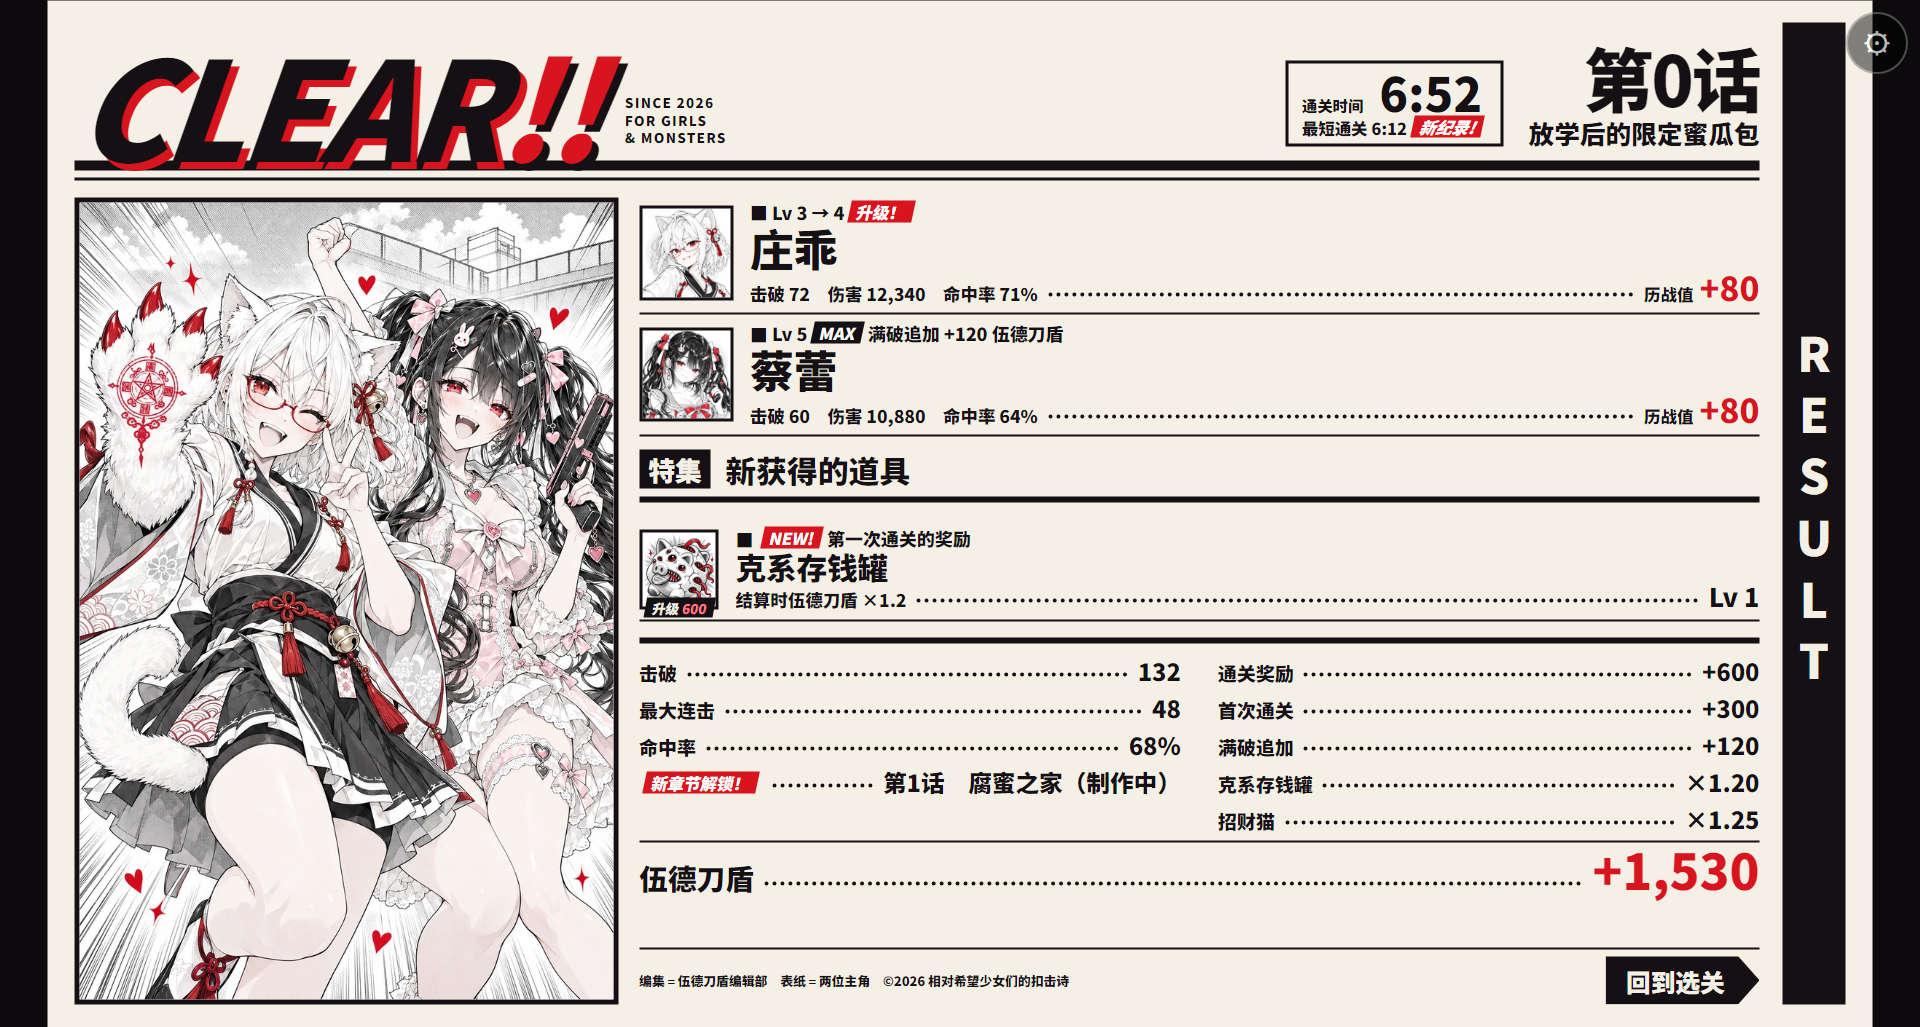 CLEAR!!
SINCE 2026
FOR GIRLS
& MONSTERS
通关时间 6:52
最短通关 6:12 新纪录!
第0话
放学后的限定蜜瓜包
■ Lv 3 → 4 升级!
庄乖
击破 72 伤害 12,340 命中率 71% 历战值 +80
■ Lv 5 MAX 满破追加 +120 伍德刀盾
蔡蕾
击破 60 伤害 10,880 命中率 64% 历战值 +80
特集 新获得的道具
■ NEW! 第一次通关的奖励
克系存钱罐
升级 600
结算时伍德刀盾 ×1.2 Lv 1
击破 132
最大连击 48
命中率 68%
新章节解锁! 第1话 腐蜜之家（制作中）
通关奖励 +600
首次通关 +300
满破追加 +120
克系存钱罐 ×1.20
招财猫 ×1.25
伍德刀盾 +1,530
编集＝伍德刀盾编辑部 表纸＝两位主角 ©2026 相对希望少女们的扣击诗
回到选关
RESULT